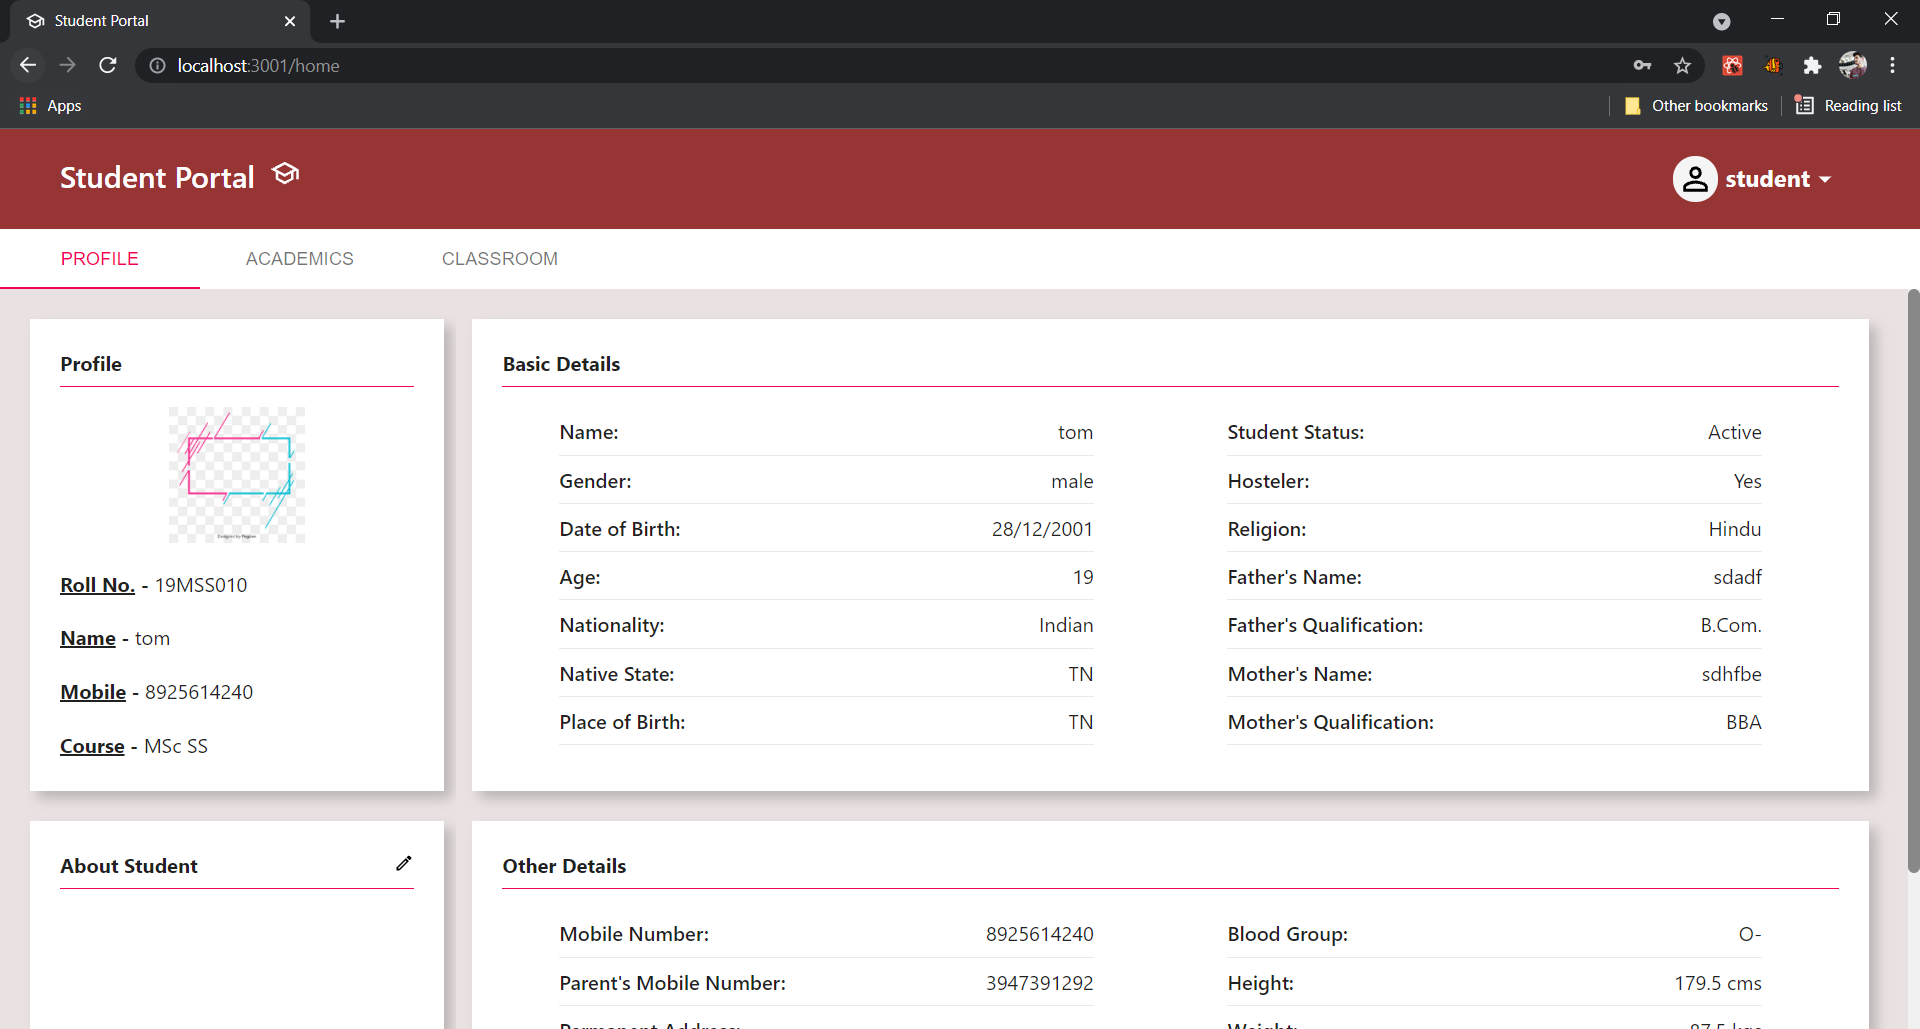 Student Portal
localhost:3001/home
Apps
Other bookmarks
Reading list
Student Portal
student
PROFILE
ACADEMICS
CLASSROOM
Profile
Roll No. - 19MSS010
Name - tom
Mobile - 8925614240
Course - MSc SS
Basic Details
Name: tom
Gender: male
Date of Birth: 28/12/2001
Age: 19
Nationality: Indian
Native State: TN
Place of Birth: TN
Student Status: Active
Hosteler: Yes
Religion: Hindu
Father's Name: sdadf
Father's Qualification: B.Com.
Mother's Name: sdhfbe
Mother's Qualification: BBA
About Student
Other Details
Mobile Number: 8925614240
Parent's Mobile Number: 3947391292
Blood Group: O-
Height: 179.5 cms